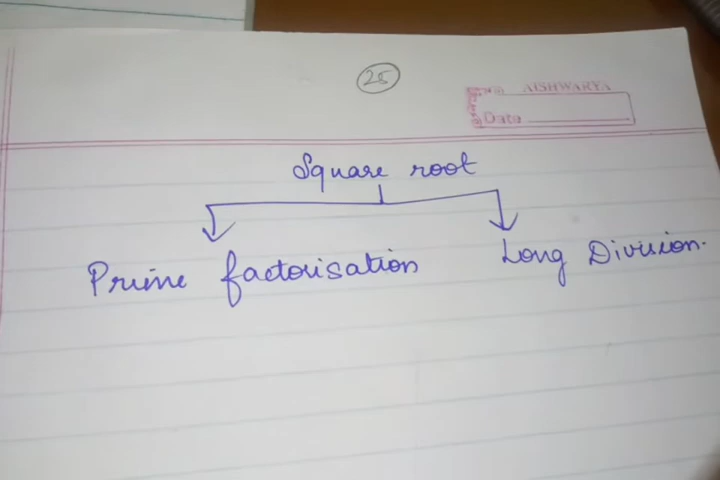 25
AISHWARYA
Date
Square root
Prime factorisation Long Division.